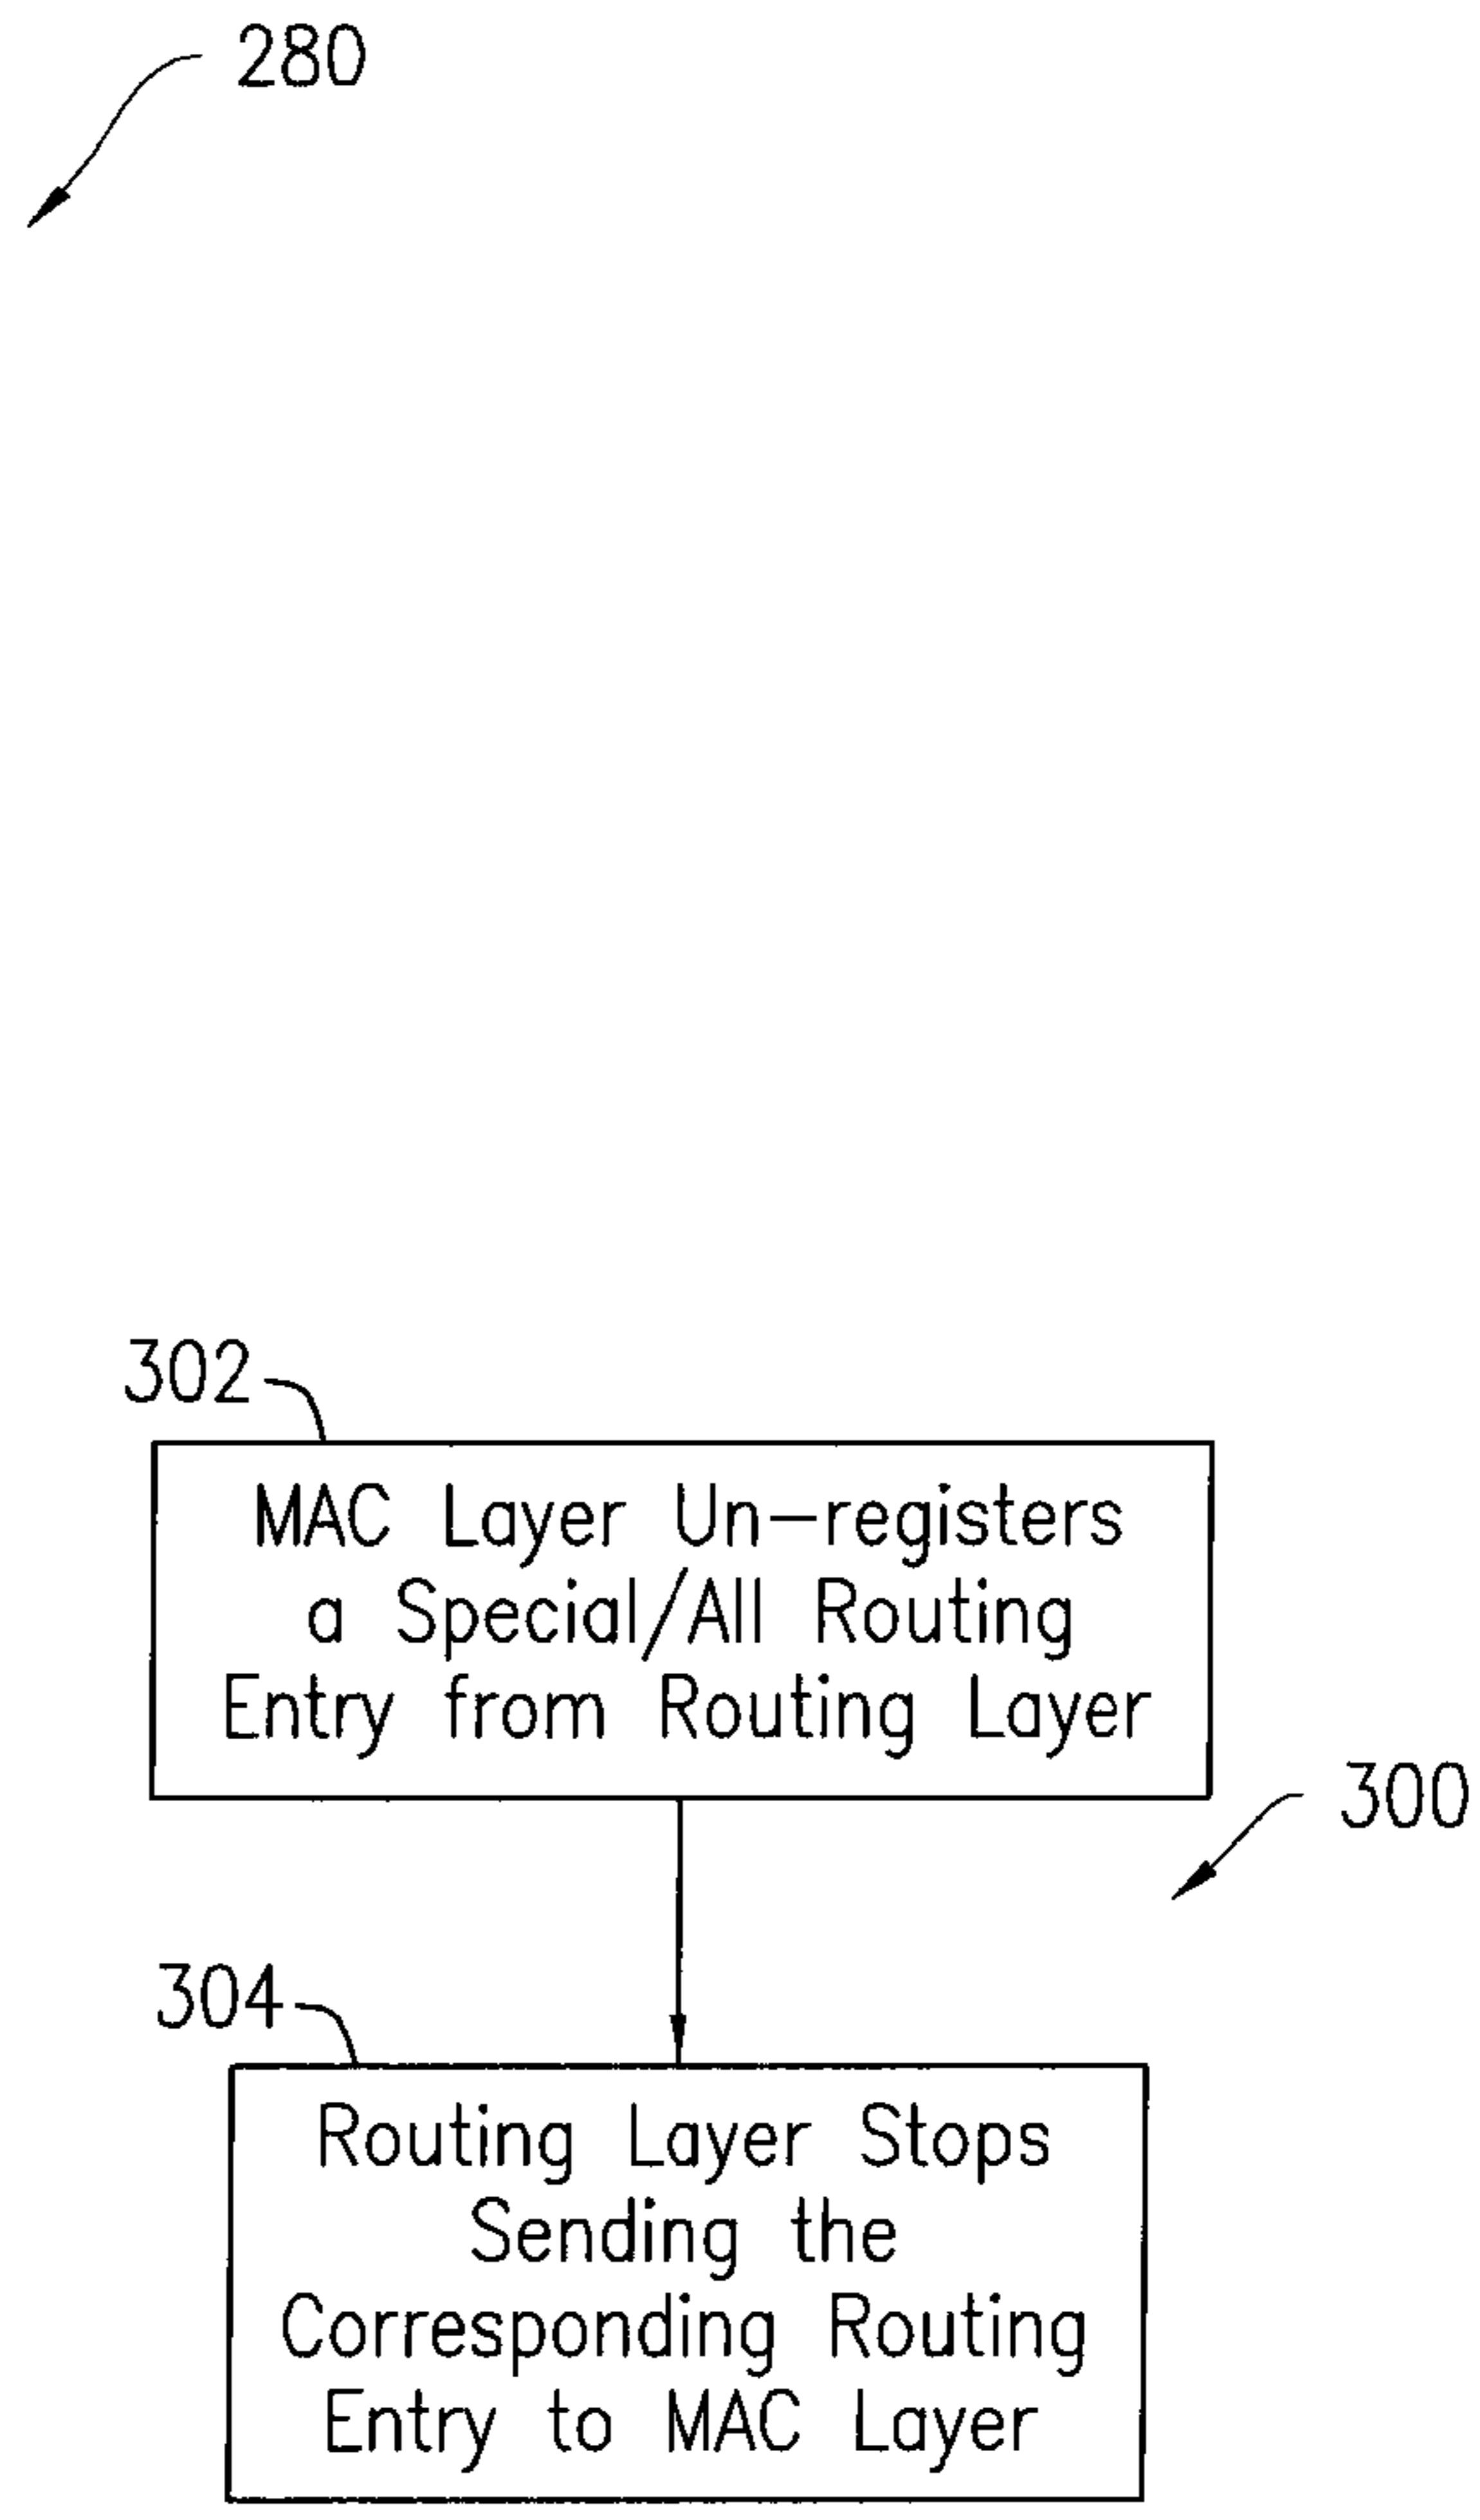 280
302
MAC Layer Un-registers
a Special/All Routing
Entry from Routing Layer
300
304
Routing Layer Stops
Sending the
Corresponding Routing
Entry to MAC Layer